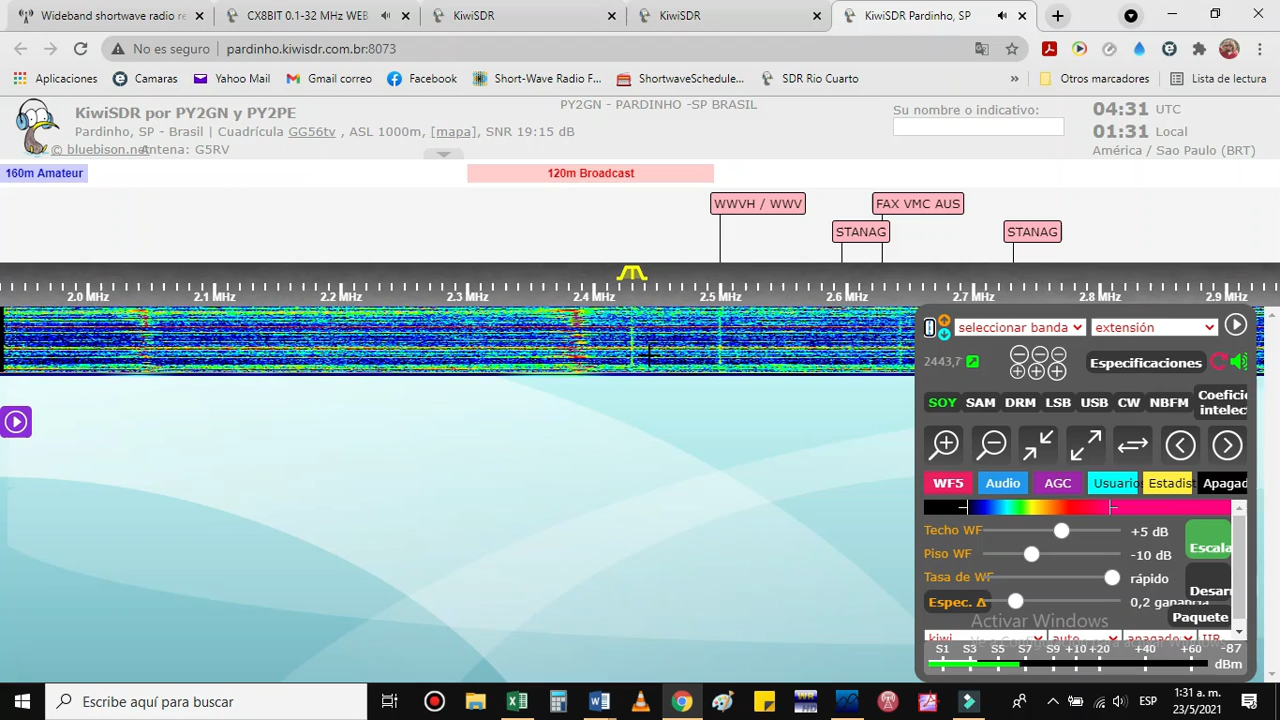 Wideband shortwave radio re
CX8BIT 0.1-32 MHz WEB
KiwiSDR
KiwiSDR
KiwiSDR Pardinho, SP
No es seguro
pardinho.kiwisdr.com.br:8073
Aplicaciones
Camaras
Yahoo Mail
Gmail correo
Facebook
Short-Wave Radio F...
ShortwaveSchedule...
SDR Rio Cuarto
»
Otros marcadores
Lista de lectura
KiwiSDR por PY2GN y PY2PE
Pardinho, SP - Brasil | Cuadrícula GG56tv , ASL 1000m, [mapa], SNR 19:15 dB
© bluebison.net
Antena: G5RV
PY2GN - PARDINHO -SP BRASIL
Su nombre o indicativo:
04:31 UTC
01:31 Local
América / Sao Paulo (BRT)
160m Amateur
120m Broadcast
WWVH / WWV
FAX VMC AUS
STANAG
STANAG
2.0 MHz
2.1 MHz
2.2 MHz
2.3 MHz
2.4 MHz
2.5 MHz
2.6 MHz
2.7 MHz
2.8 MHz
2.9 MHz
seleccionar banda
extensión
2443,7
Especificaciones
SOY
SAM
DRM
LSB
USB
CW
NBFM
Coeficie
intelec
WF5
Audio
AGC
Usuario
Estadíst
Apagad
Techo WF
+5 dB
Escala
Piso WF
-10 dB
Tasa de WF
rápido
Desarr
Espec. Δ
0,2 ganancia
Paquete
Activar Windows
kiwi
auto
apagado
IIR
S1 S3 S5 S7 S9 +10 +20 +40 +60 -87
dBm
Escribe aquí para buscar
ESP
1:31 a. m.
23/5/2021